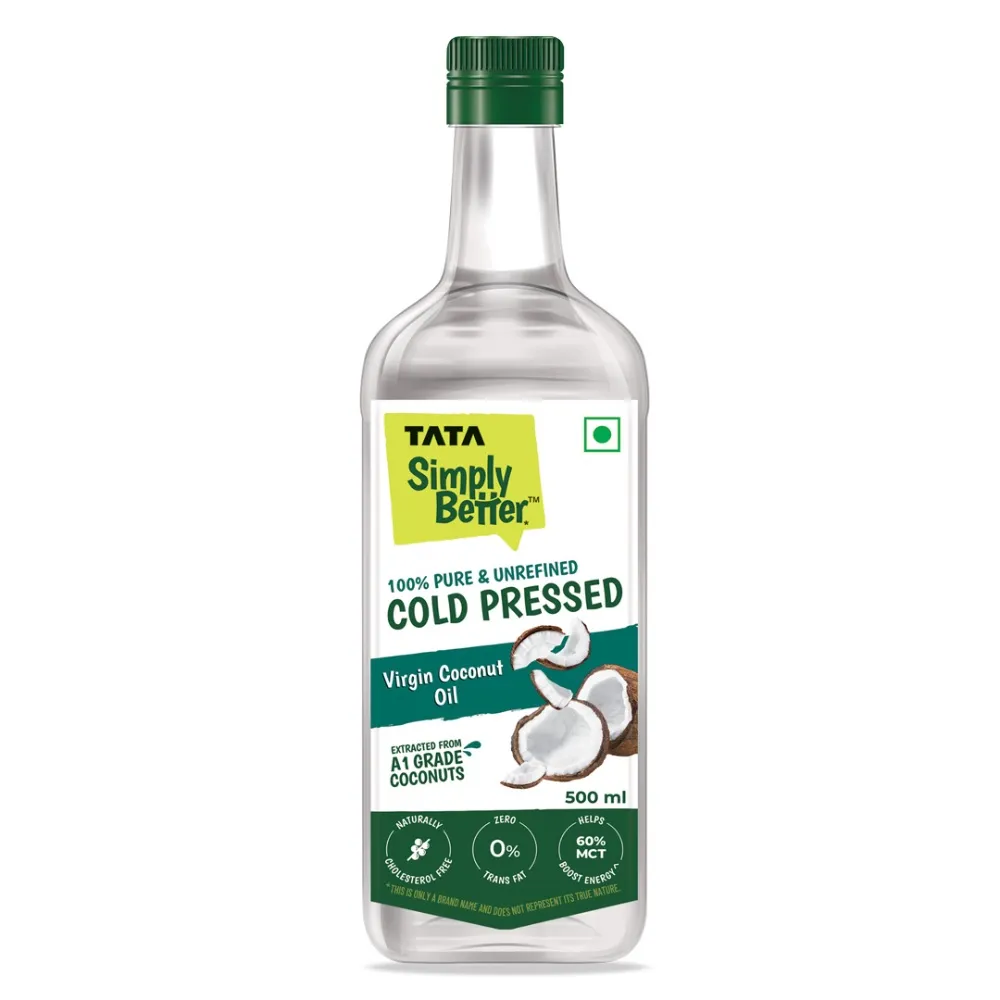 TATA
Simply
Better™*
100% PURE & UNREFINED
COLD PRESSED
Virgin Coconut
Oil
EXTRACTED FROM
A1 GRADE
COCONUTS
500 ml
NATURALLY
CHOLESTEROL FREE
ZERO
0%
TRANS FAT
HELPS
60%
MCT
BOOST ENERGY^
*THIS IS ONLY A BRAND NAME AND DOES NOT REPRESENT ITS TRUE NATURE.